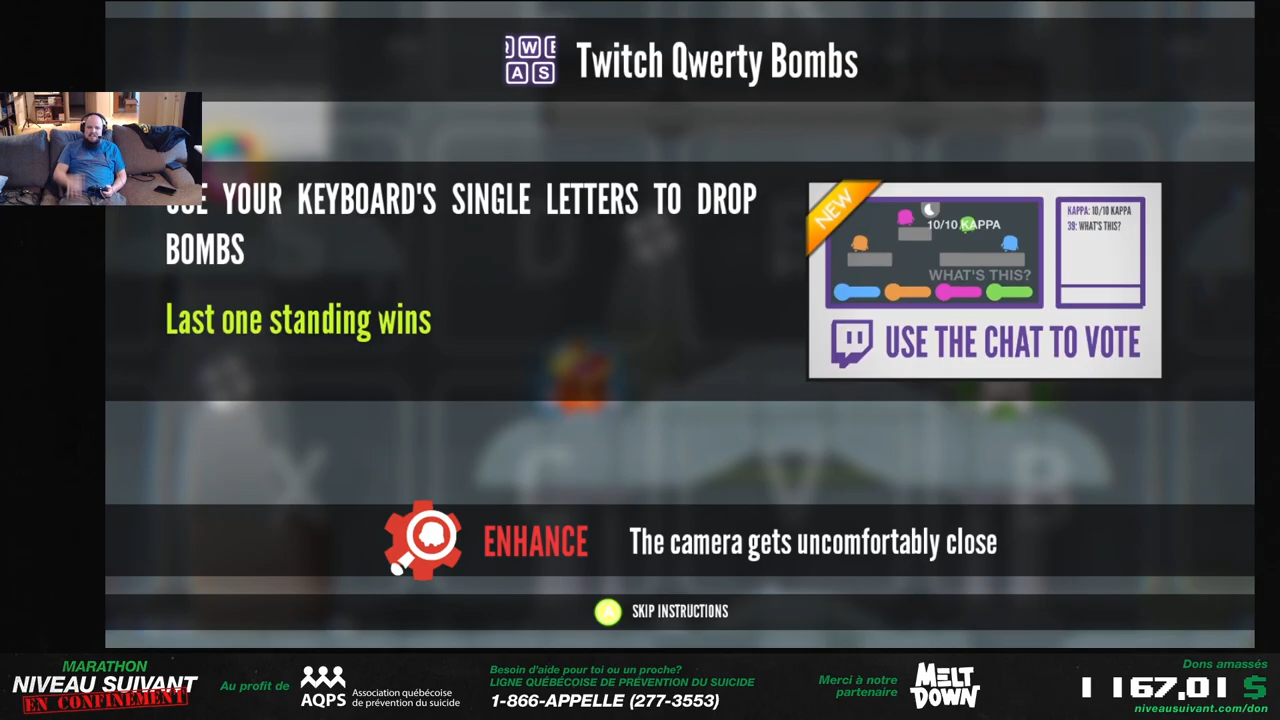 Twitch Qwerty Bombs
YOUR KEYBOARD'S SINGLE LETTERS TO DROP
BOMBS
Last one standing wins
NEW
10/10 KAPPA
WHAT'S THIS?
KAPPA: 10/10 KAPPA
39: WHAT'S THIS?
USE THE CHAT TO VOTE
ENHANCE The camera gets uncomfortably close
A SKIP INSTRUCTIONS
W
A S
X C V B
MARATHON
NIVEAU SUIVANT
EN CONFINEMENT
Au profit de
AQPS
Association québécoise
de prévention du suicide
Besoin d'aide pour toi ou un proche?
LIGNE QUÉBÉCOISE DE PRÉVENTION DU SUICIDE
1-866-APPELLE (277-3553)
Merci à notre
partenaire
MELT
DOWN
Dons amassés
1 167,01 $
niveausuivant.com/don